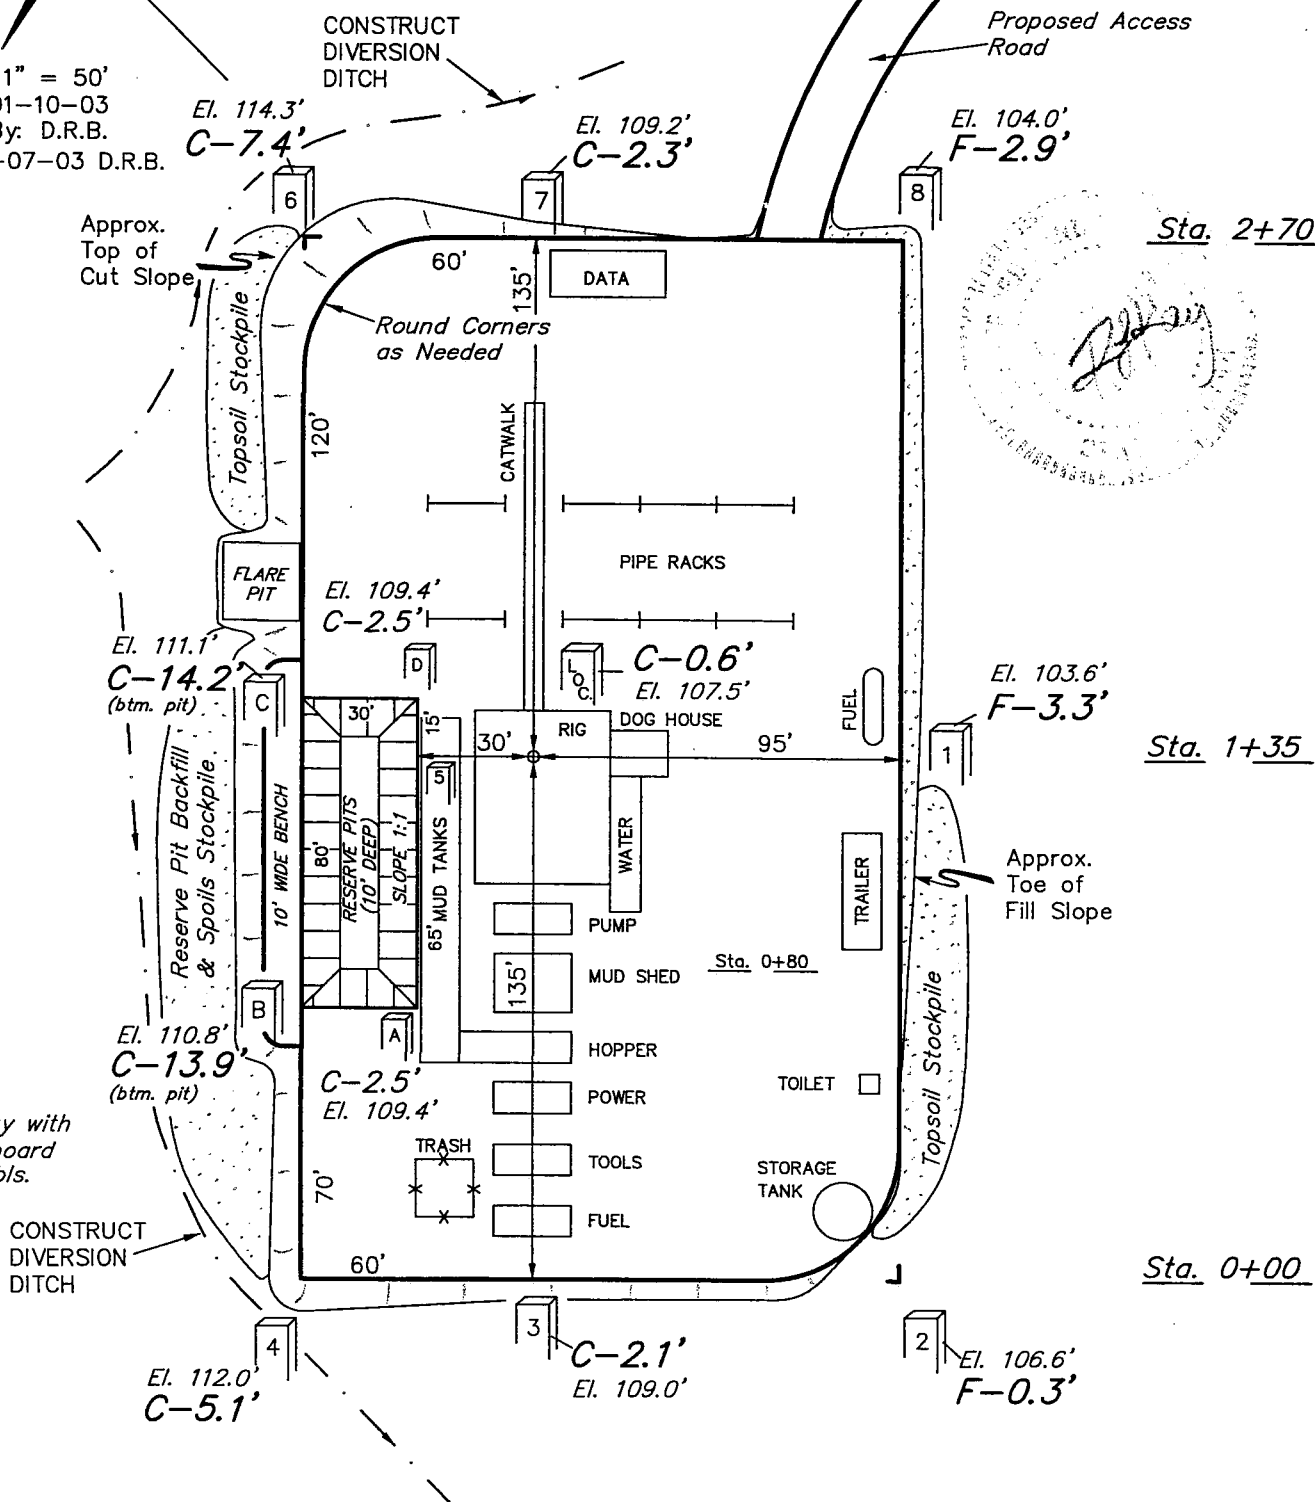 CONSTRUCT
DIVERSION
DITCH
Proposed Access
Road
1" = 50'
01-10-03
By: D.R.B.
-07-03 D.R.B.
El. 114.3'
C-7.4'
El. 109.2'
C-2.3'
El. 104.0'
F-2.9'
6
7
8
Approx.
Top of
Cut Slope
Sta. 2+70
60'
135'
DATA
Round Corners
as Needed
Topsoil Stockpile
120'
CATWALK
PIPE RACKS
FLARE
PIT
El. 109.4'
C-2.5'
El. 111.1'
C-14.2'
(btm. pit)
C
D
LOC.
C-0.6'
El. 107.5'
El. 103.6'
F-3.3'
FUEL
30'
15'
30'
RIG
DOG HOUSE
95'
1
Sta. 1+35
5
Reserve Pit Backfill
& Spoils Stockpile
10' WIDE BENCH
80'
RESERVE PITS
(10' DEEP)
SLOPE 1:1
65'
MUD TANKS
WATER
TRAILER
Approx.
Toe of
Fill Slope
PUMP
MUD SHED
135'
Sta. 0+80
B
A
El. 110.8'
C-13.9'
(btm. pit)
HOPPER
C-2.5'
El. 109.4'
POWER
TOILET
Topsoil Stockpile
y with
board
ols.
TRASH
TOOLS
70'
STORAGE
TANK
FUEL
CONSTRUCT
DIVERSION
DITCH
60'
Sta. 0+00
4
3
2
C-2.1'
El. 109.0'
El. 106.6'
F-0.3'
El. 112.0'
C-5.1'